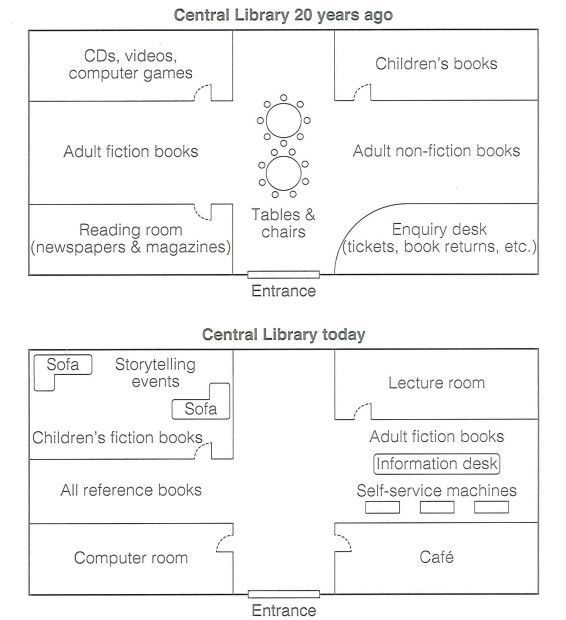 Central Library 20 years ago
CDs, videos,
computer games
Children's books
Adult fiction books
Adult non-fiction books
Tables &
chairs
Reading room
(newspapers & magazines)
Enquiry desk
(tickets, book returns, etc.)
Entrance
Central Library today
Sofa
Storytelling
events
Sofa
Children's fiction books
Lecture room
Adult fiction books
Information desk
Self-service machines
All reference books
Computer room
Café
Entrance